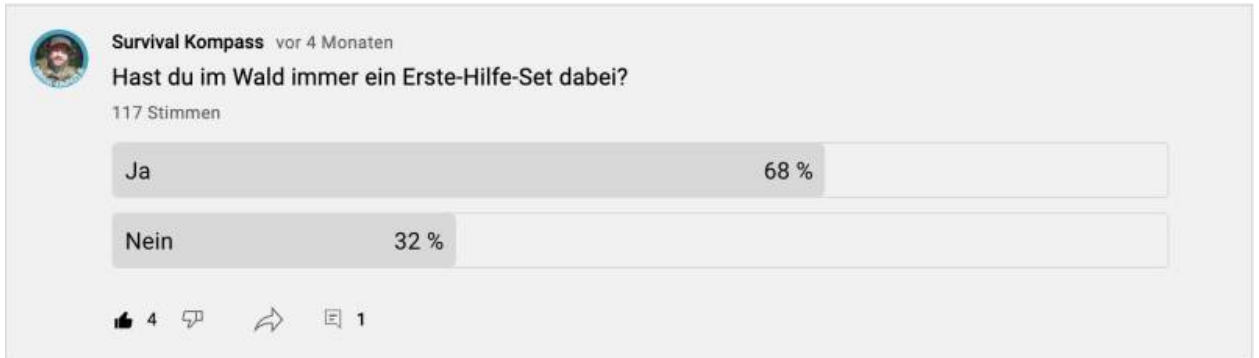 Survival Kompass vor 4 Monaten
Hast du im Wald immer ein Erste-Hilfe-Set dabei?
117 Stimmen
Ja 68 %
Nein 32 %
4 1